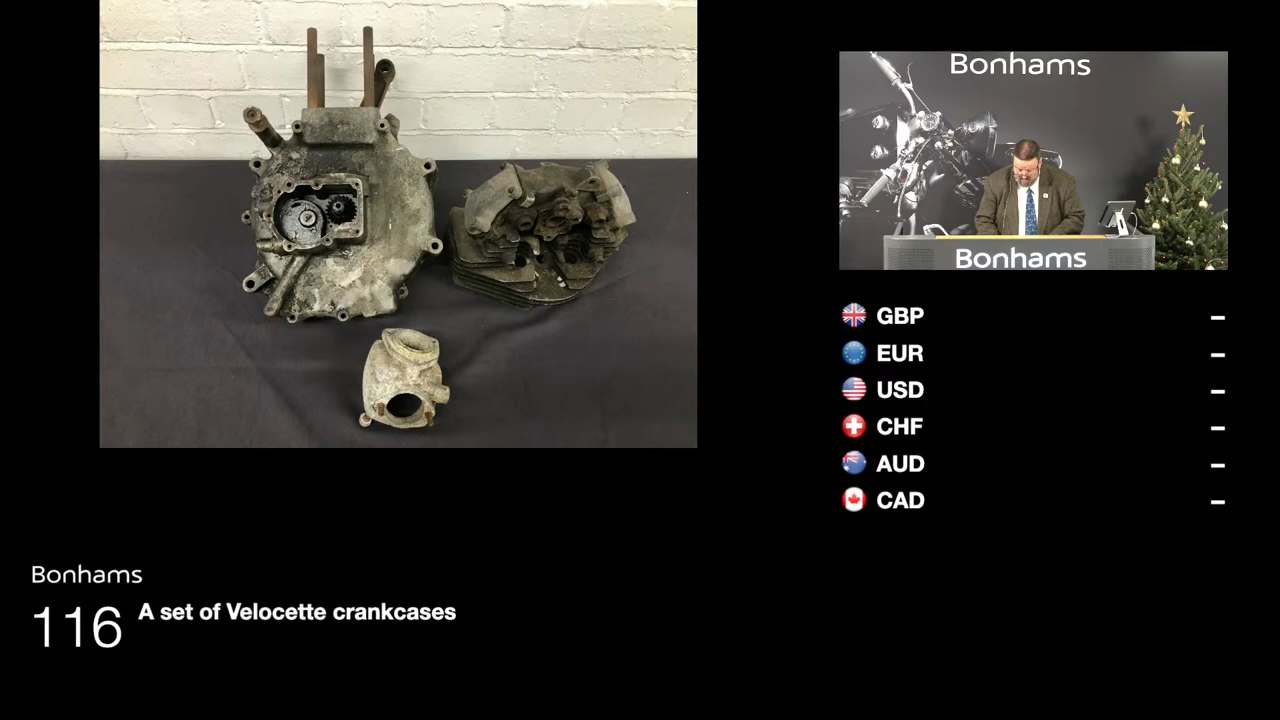 Bonhams
Bonhams
GBP –
EUR –
USD –
CHF –
AUD –
CAD –
Bonhams
116 A set of Velocette crankcases